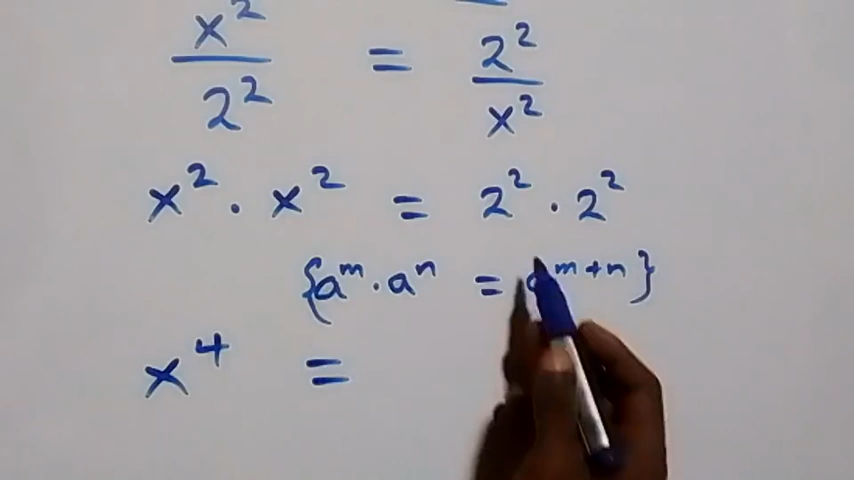 x² / 2² = 2² / x²
x² · x² = 2² · 2²
{aᵐ · aⁿ = aᵐ⁺ⁿ}
x⁴ =